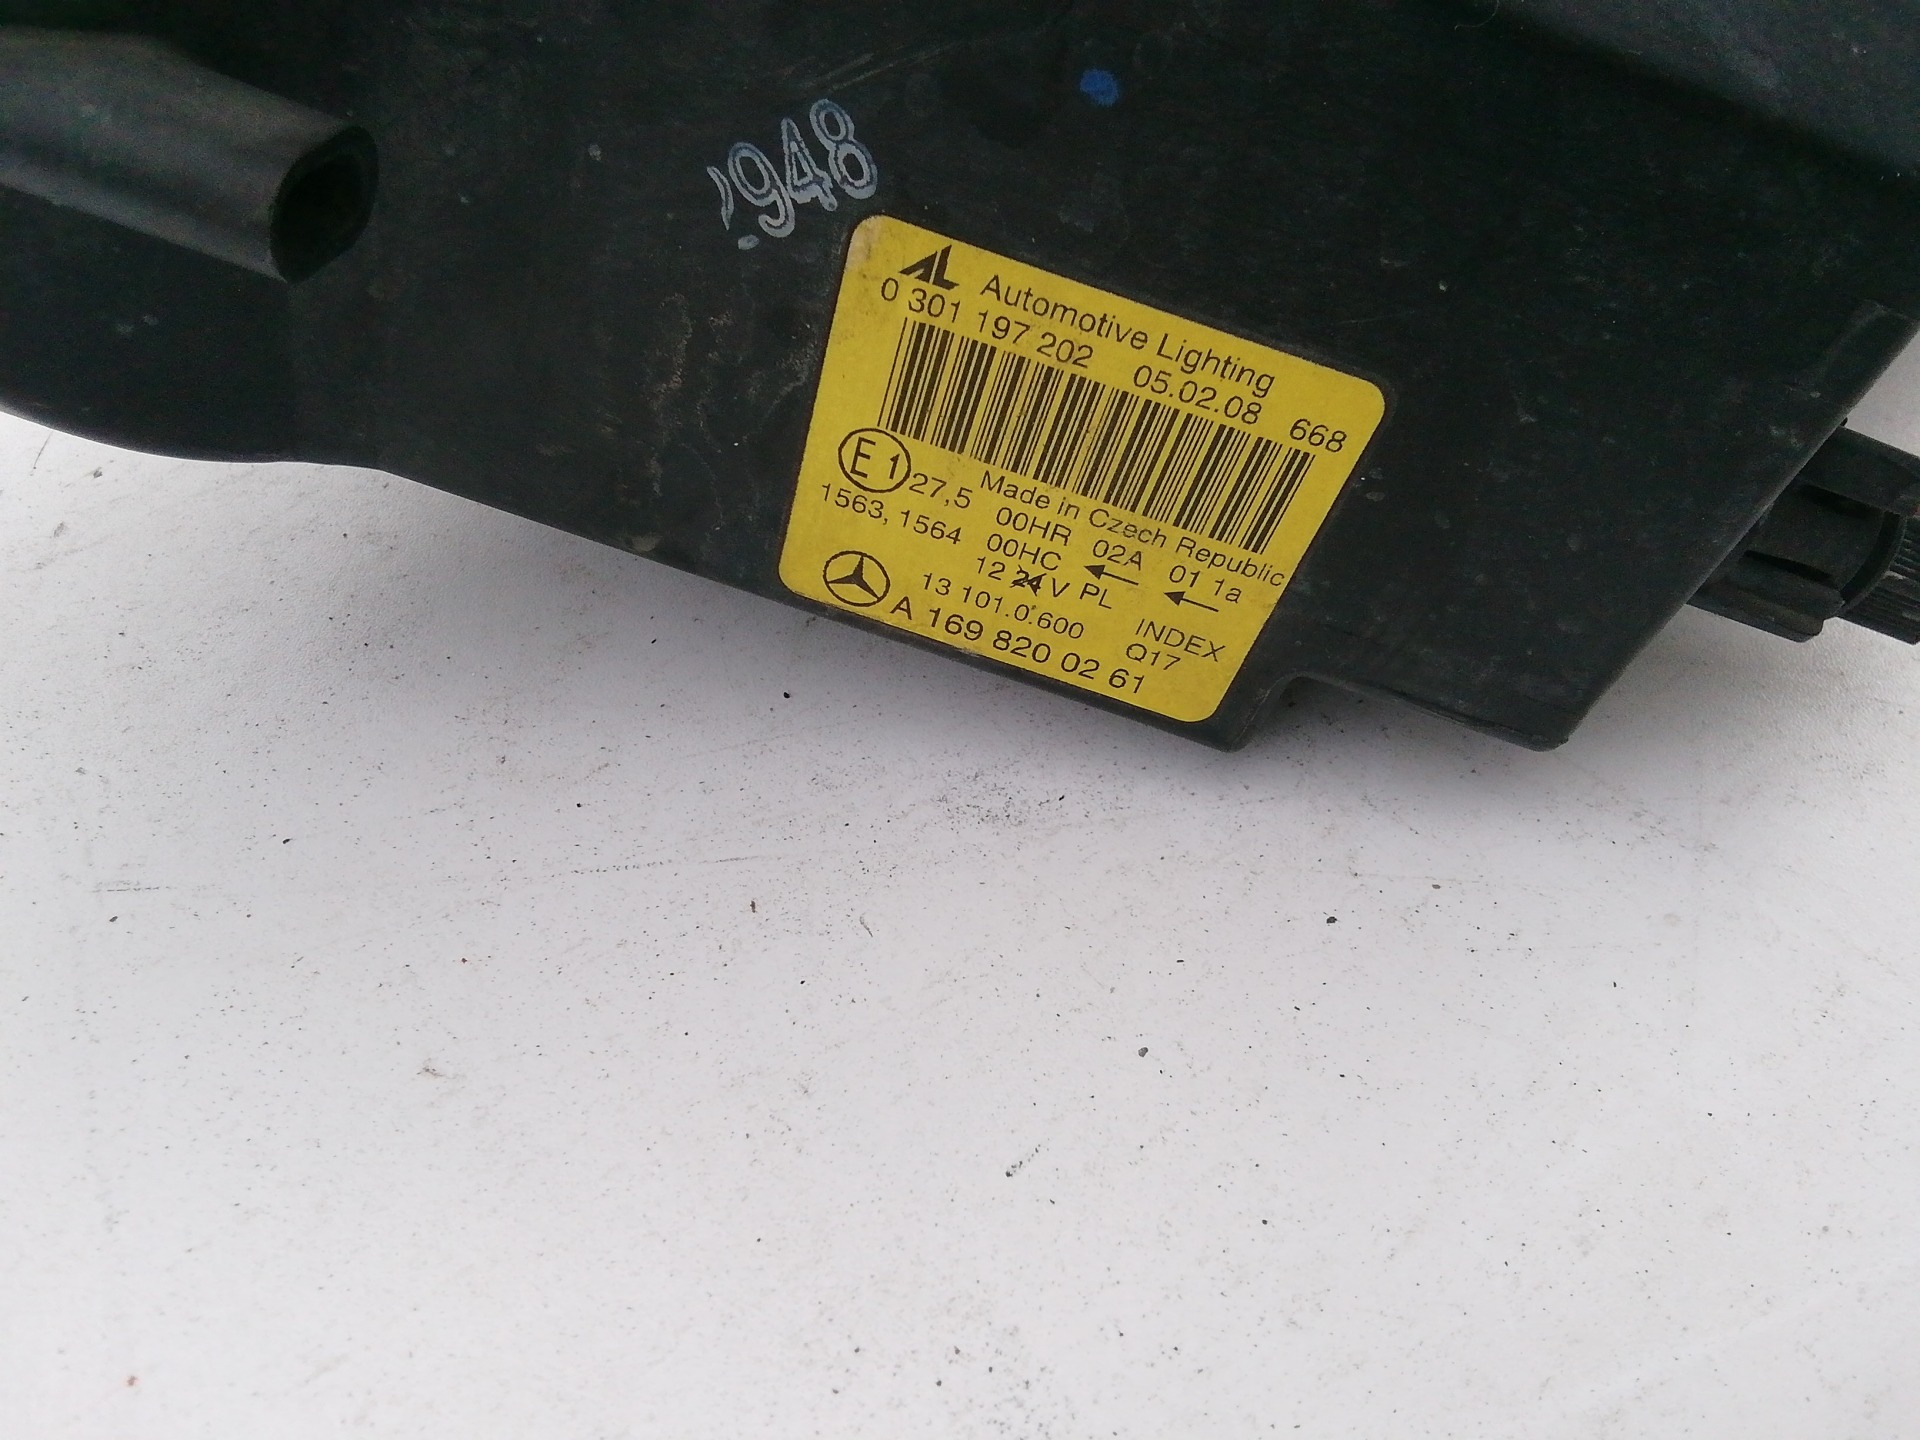 948
AL Automotive Lighting
0 301 197 202 05.02.08 668
Made in Czech Republic
E1 27,5 00HR 02A 01 1a
1563, 1564 00HC ← ←
12 24 V PL
13 101.0.600 INDEX
Q17
A 169 820 02 61